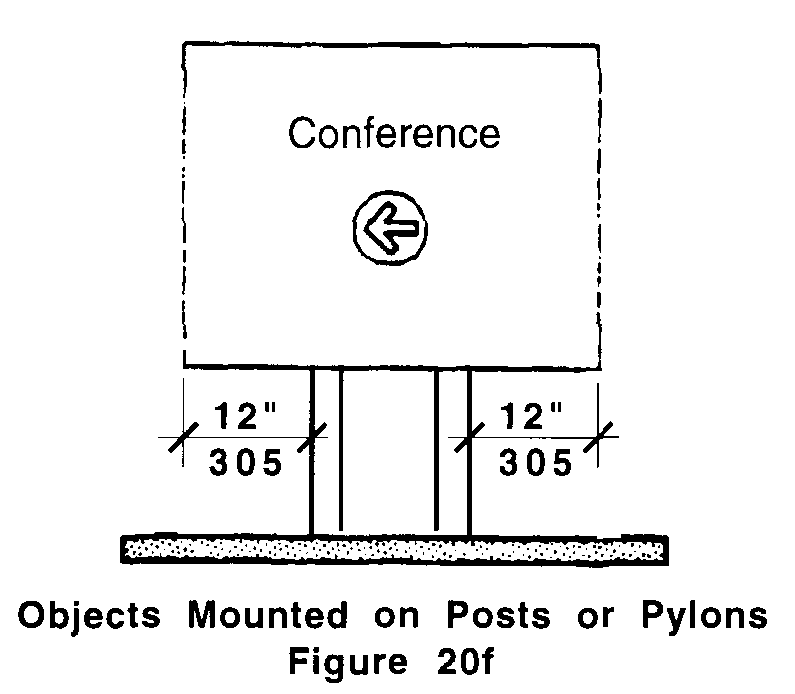 Conference
12" 12"
305 305
Objects Mounted on Posts or Pylons
Figure 20f